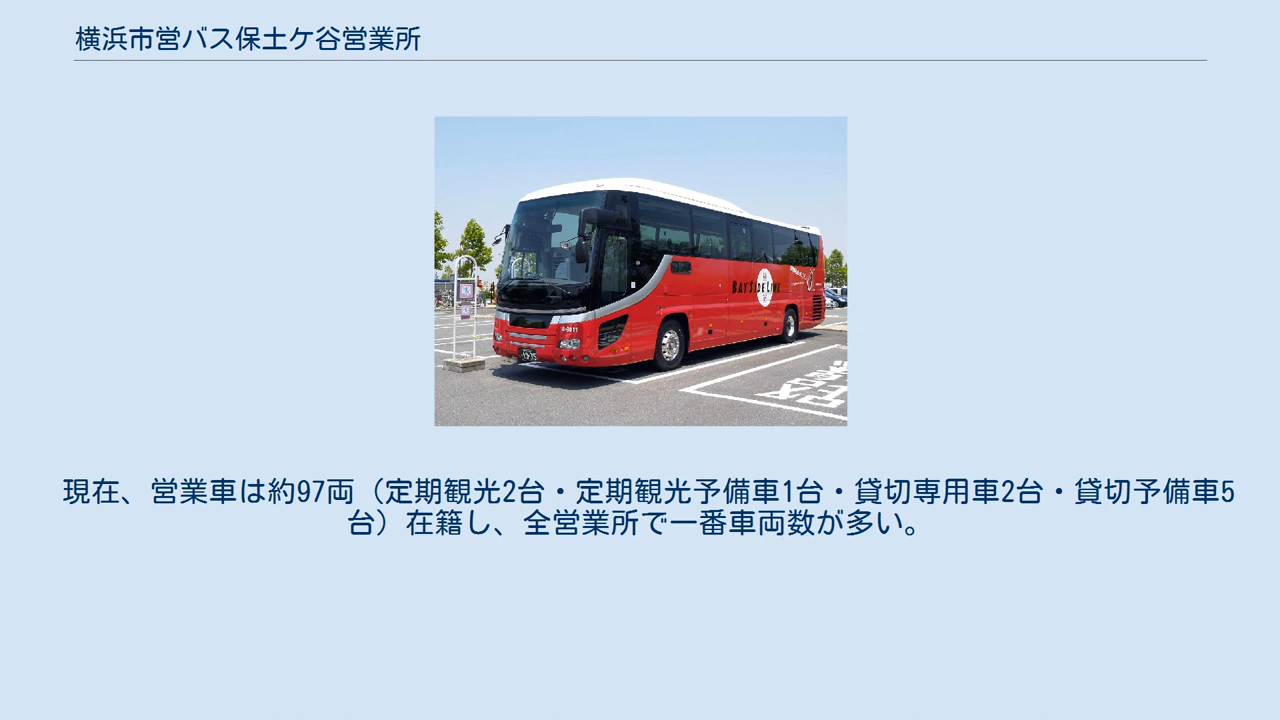 横浜市営バス保土ケ谷営業所
BAYSIDE LINE
現在、営業車は約97両（定期観光2台・定期観光予備車1台・貸切専用車2台・貸切予備車5
台）在籍し、全営業所で一番車両数が多い。